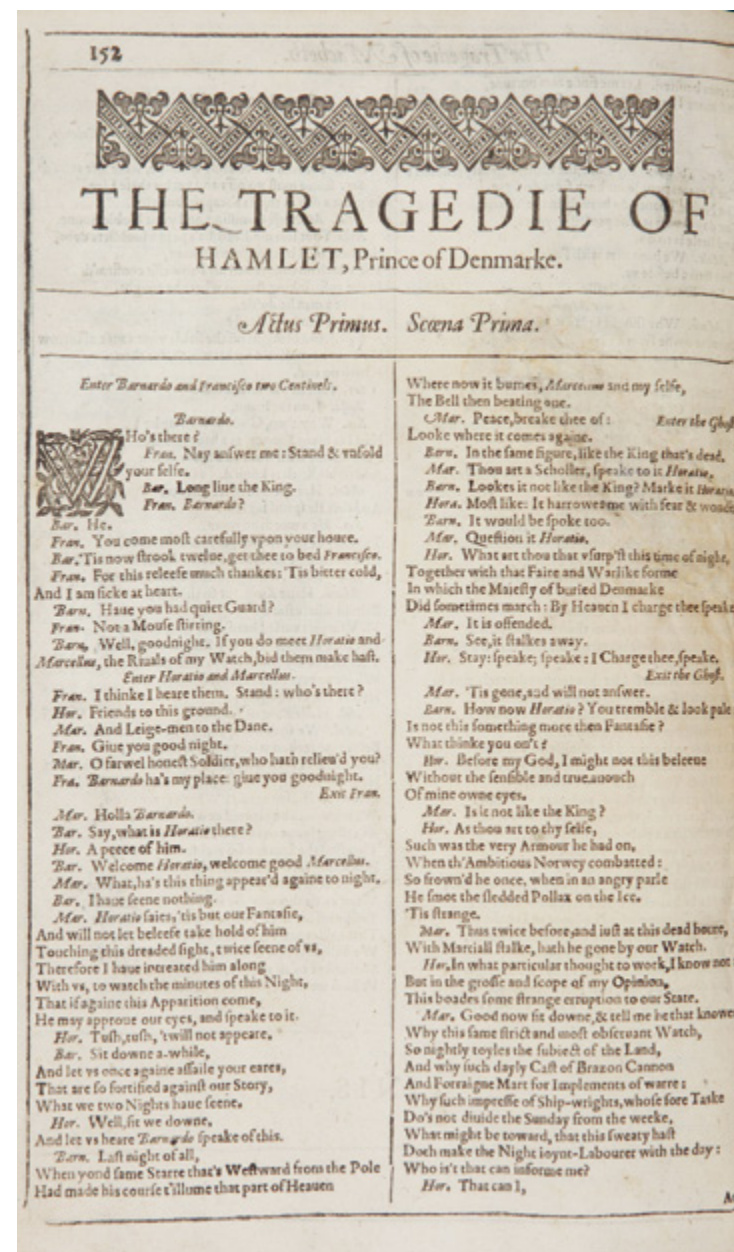 152
THE TRAGEDIE OF
HAMLET, Prince of Denmarke.
Actus Primus. Scœna Prima.
Enter Barnardo and Francisco two Centinels.
Barnardo.
WHo's there?
Fran. Nay answer me: Stand & vnfold
your selfe.
Bar. Long liue the King.
Fran. Barnardo?
Bar. He.
Fran. You come most carefully vpon your houre.
Bar. 'Tis now strook twelue, get thee to bed Francisco.
Fran. For this releefe much thankes: 'Tis bitter cold,
And I am sicke at heart.
Barn. Haue you had quiet Guard?
Fran. Not a Mouse stirring.
Barn. Well, goodnight. If you do meet Horatio and
Marcellus, the Riuals of my Watch, bid them make hast.
Enter Horatio and Marcellus.
Fran. I thinke I heare them. Stand: who's there?
Hor. Friends to this ground.
Mar. And Leige-men to the Dane.
Fran. Giue you good night.
Mar. O farwel honest Soldier, who hath relieu'd you?
Fra. Barnardo ha's my place: giue you goodnight.
Exit Fran.
Mar. Holla Barnardo.
Bar. Say, what is Horatio there?
Hor. A peece of him.
Bar. Welcome Horatio, welcome good Marcellus.
Mar. What, ha's this thing appear'd againe to night.
Bar. I haue seene nothing.
Mar. Horatio saies, 'tis but our Fantasie,
And will not let beleefe take hold of him
Touching this dreaded sight, twice seene of vs,
Therefore I haue intreated him along
With vs, to watch the minutes of this Night,
That if againe this Apparition come,
He may approue our eyes, and speake to it.
Hor. Tush, tush, 'twill not appeare.
Bar. Sit downe a-while,
And let vs once againe assaile your eares,
That are so fortified against our Story,
What we two Nights haue seene.
Hor. Well, sit we downe,
And let vs heare Barnardo speake of this.
Barn. Last night of all,
When yond same Starre that's Westward from the Pole
Had made his course t'illume that part of Heauen
Where now it burnes, Marcellus and my selfe,
The Bell then beating one.
Mar. Peace, breake thee of: Enter the Ghost
Looke where it comes againe.
Barn. In the same figure, like the King that's dead.
Mar. Thou art a Scholler, speake to it Horatio.
Barn. Lookes it not like the King? Marke it Horatio
Hora. Most like: It harrowes me with fear & wonde
Barn. It would be spoke too.
Mar. Question it Horatio.
Hor. What art thou that vsurp'st this time of night,
Together with that Faire and Warlike forme
In which the Maiesty of buried Denmarke
Did sometimes march: By Heauen I charge thee speake
Mar. It is offended.
Barn. See, it stalkes away.
Hor. Stay: speake; speake: I Charge thee, speake.
Exit the Ghost.
Mar. 'Tis gone, and will not answer.
Barn. How now Horatio? You tremble & look pale
Is not this something more then Fantasie?
What thinke you on't?
Hor. Before my God, I might not this beleeue
Without the sensible and true auouch
Of mine owne eyes.
Mar. Is it not like the King?
Hor. As thou art to thy selfe,
Such was the very Armour he had on,
When th'Ambitious Norwey combatted:
So frown'd he once, when in an angry parle
He smot the sledded Pollax on the Ice.
'Tis strange.
Mar. Thus twice before, and iust at this dead houre,
With Martiall stalke, hath he gone by our Watch.
Hor. In what particular thought to work, I know not
But in the grosse and scope of my Opinion,
This boades some strange erruption to our State.
Mar. Good now sit downe, & tell me he that knowe
Why this same strict and most obseruant Watch,
So nightly toyles the subiect of the Land,
And why such dayly Cast of Brazon Cannon
And Forraigne Mart for Implements of warre:
Why such impresse of Ship-wrights, whose sore Taske
Do's not diuide the Sunday from the weeke,
What might be toward, that this sweaty hast
Doth make the Night ioynt-Labourer with the day:
Who is't that can informe me?
Hor. That can I,